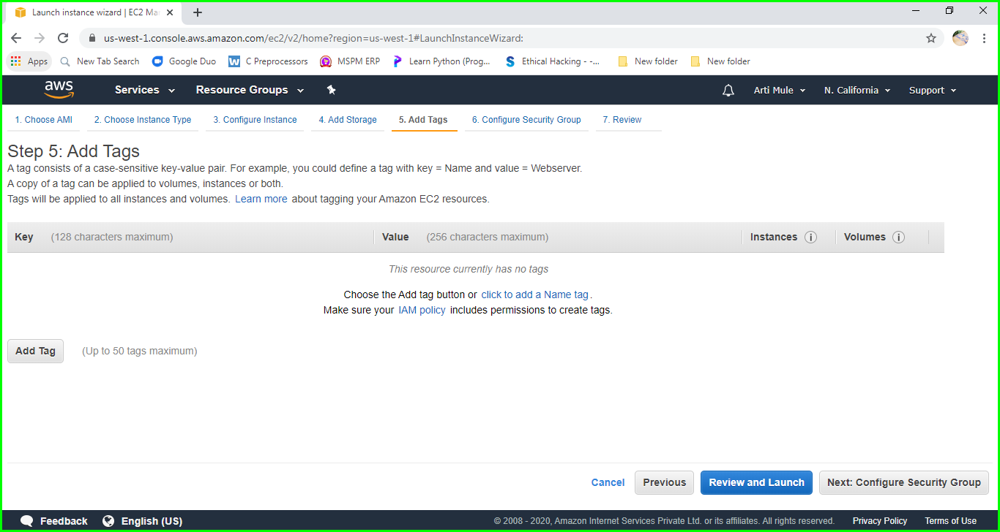 Launch instance wizard | EC2 Ma
us-west-1.console.aws.amazon.com/ec2/v2/home?region=us-west-1#LaunchInstanceWizard:
Apps New Tab Search Google Duo C Preprocessors MSPM ERP Learn Python (Prog... Ethical Hacking - -... New folder New folder
aws Services Resource Groups Arti Mule N. California Support
1. Choose AMI 2. Choose Instance Type 3. Configure Instance 4. Add Storage 5. Add Tags 6. Configure Security Group 7. Review
Step 5: Add Tags
A tag consists of a case-sensitive key-value pair. For example, you could define a tag with key = Name and value = Webserver.
A copy of a tag can be applied to volumes, instances or both.
Tags will be applied to all instances and volumes. Learn more about tagging your Amazon EC2 resources.
Key (128 characters maximum) Value (256 characters maximum) Instances i Volumes i
This resource currently has no tags
Choose the Add tag button or click to add a Name tag.
Make sure your IAM policy includes permissions to create tags.
Add Tag (Up to 50 tags maximum)
Cancel Previous Review and Launch Next: Configure Security Group
Feedback English (US) © 2008 - 2020, Amazon Internet Services Private Ltd. or its affiliates. All rights reserved. Privacy Policy Terms of Use